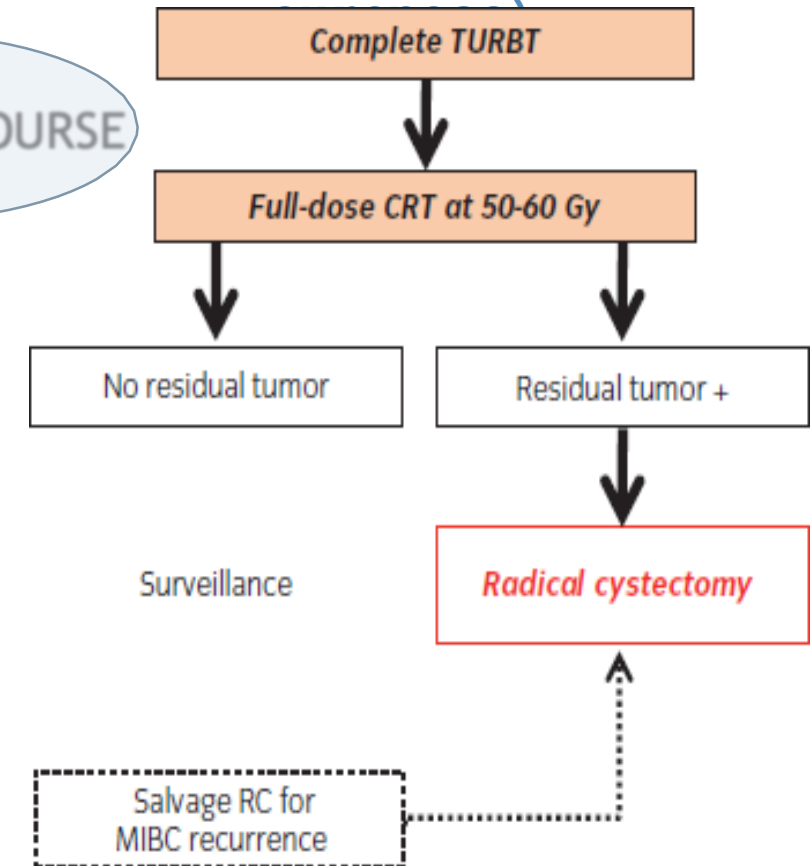 Complete TURBT
OURSE
Full-dose CRT at 50-60 Gy
No residual tumor
Residual tumor +
Surveillance
Radical cystectomy
Salvage RC for
MIBC recurrence